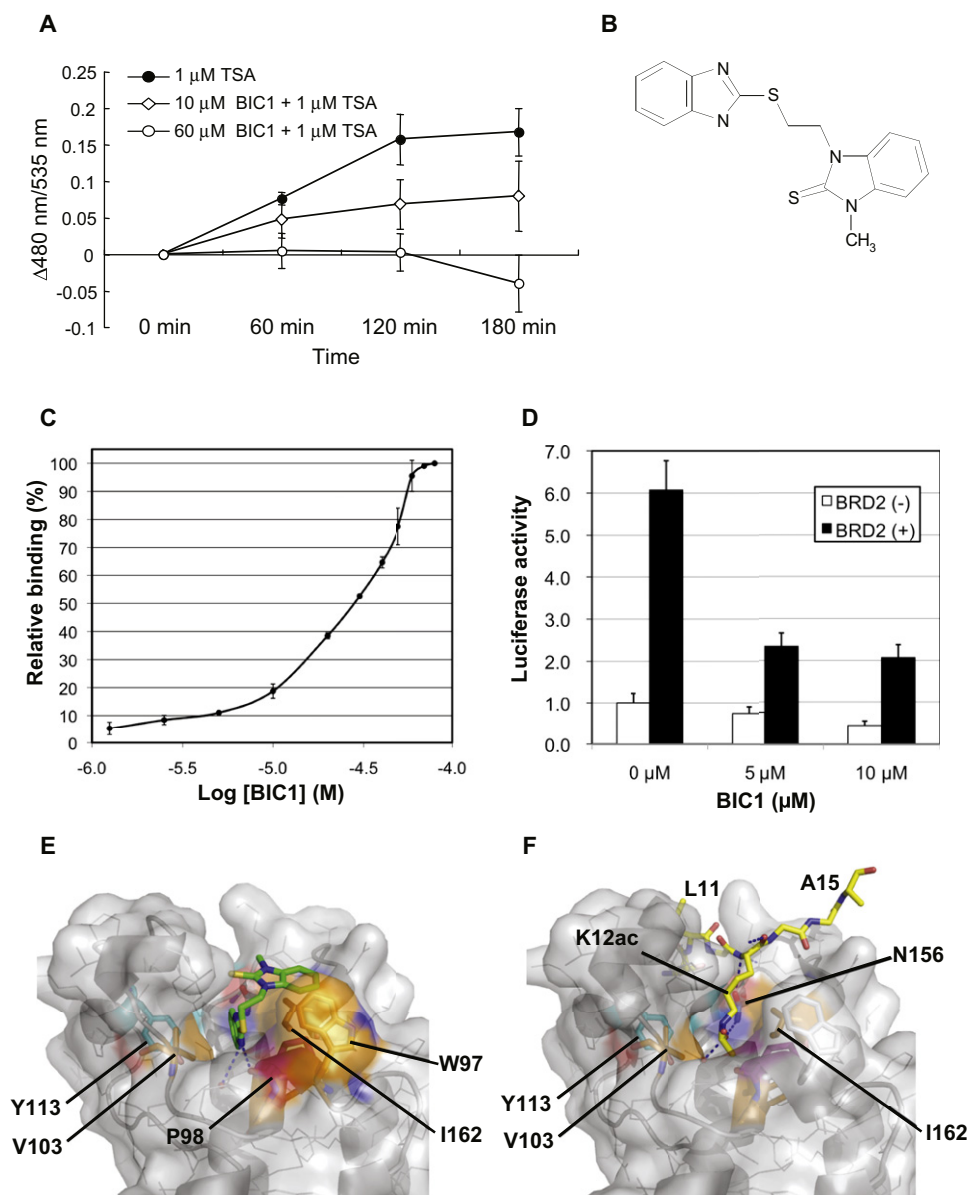 A
1 μM TSA
10 μM BIC1 + 1 μM TSA
60 μM BIC1 + 1 μM TSA
0.25
0.2
0.15
0.1
0.05
0
-0.05
-0.1
Δ480 nm/535 nm
0 min 60 min 120 min 180 min
Time
B
N
N
S
N
S
N
CH3
C
100
90
80
70
60
50
40
30
20
10
0
Relative binding (%)
-6.0 -5.5 -5.0 -4.5 -4.0
Log [BIC1] (M)
D
7.0
6.0
5.0
4.0
3.0
2.0
1.0
0.0
Luciferase activity
BRD2 (-)
BRD2 (+)
0 μM 5 μM 10 μM
BIC1 (μM)
E
Y113
V103
P98
W97
I162
F
L11
A15
K12ac
N156
Y113
V103
I162